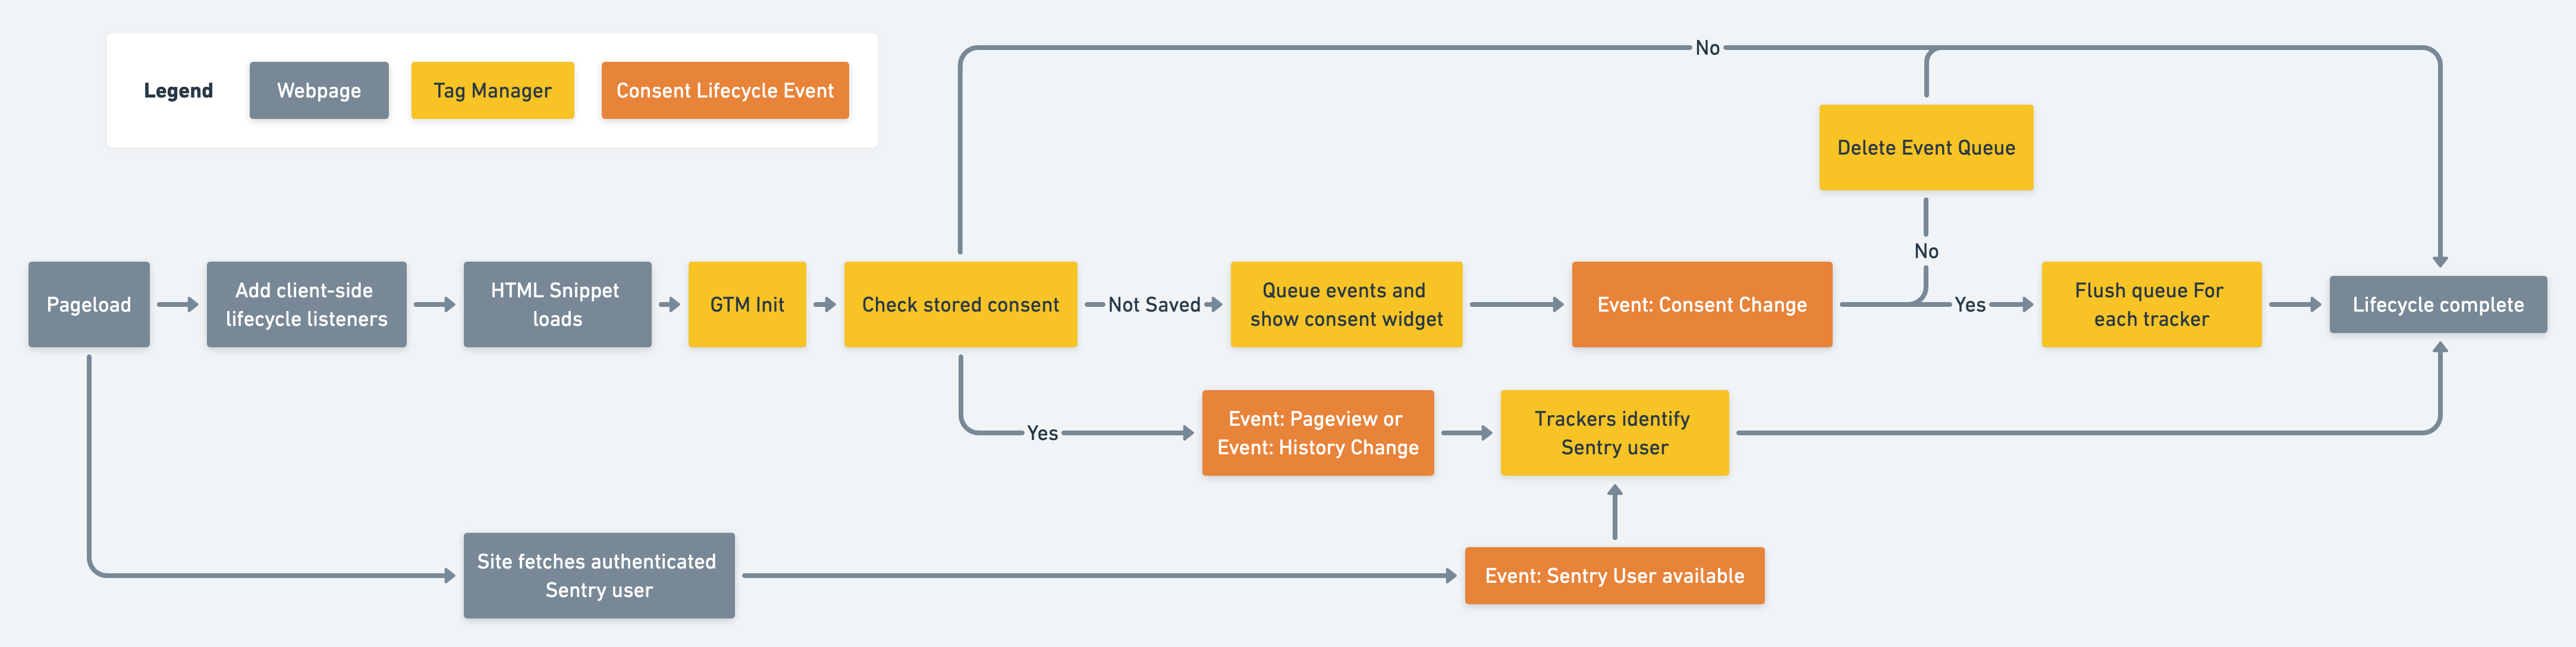 Legend
Webpage
Tag Manager
Consent Lifecycle Event
No
Delete Event Queue
No
Pageload
Add client-side
lifecycle listeners
HTML Snippet
loads
GTM Init
Check stored consent
Not Saved
Queue events and
show consent widget
Event: Consent Change
Yes
Flush queue For
each tracker
Lifecycle complete
Yes
Event: Pageview or
Event: History Change
Trackers identify
Sentry user
Site fetches authenticated
Sentry user
Event: Sentry User available